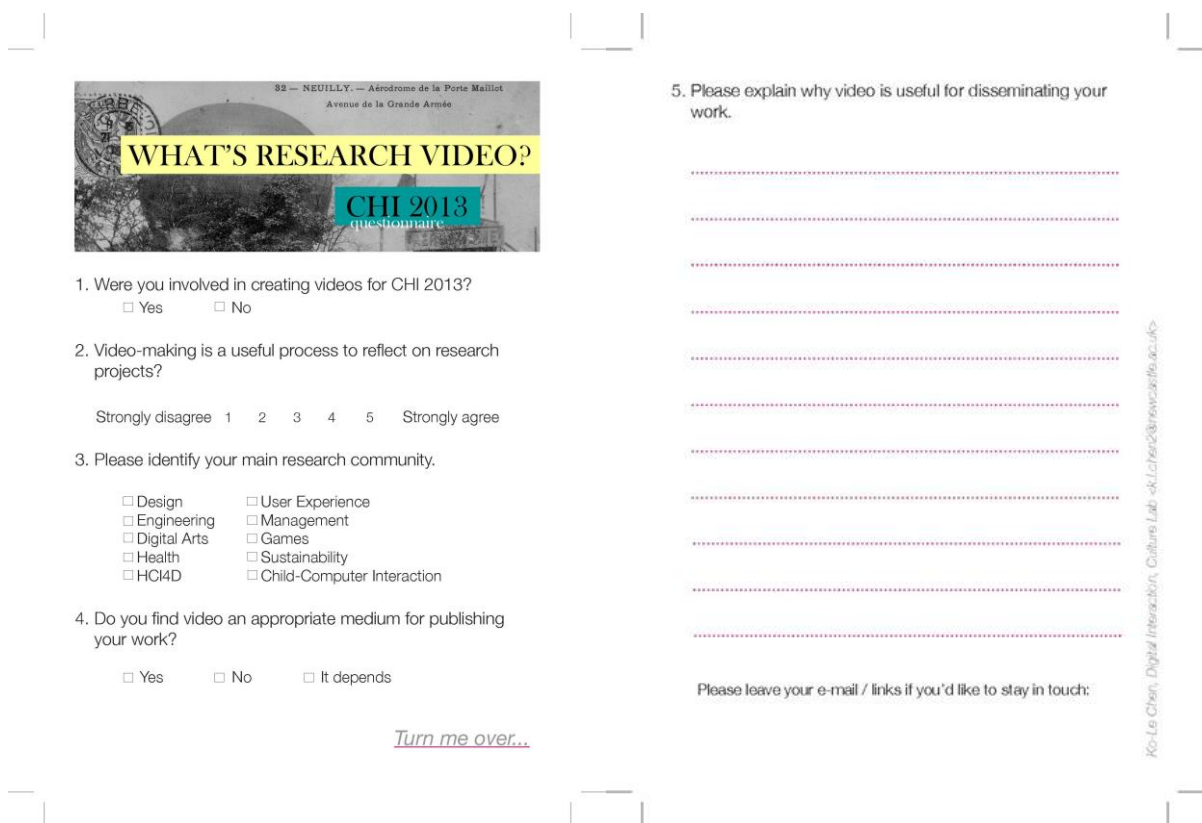 32 — NEUILLY. — Aérodrome de la Porte Maillot
Avenue de la Grande Armée
WHAT'S RESEARCH VIDEO?
CHI 2013
questionnaire
1. Were you involved in creating videos for CHI 2013?
□ Yes □ No
2. Video-making is a useful process to reflect on research
projects?
Strongly disagree 1 2 3 4 5 Strongly agree
3. Please identify your main research community.
□ Design □ User Experience
□ Engineering □ Management
□ Digital Arts □ Games
□ Health □ Sustainability
□ HCI4D □ Child-Computer Interaction
4. Do you find video an appropriate medium for publishing
your work?
□ Yes □ No □ It depends
Turn me over...
5. Please explain why video is useful for disseminating your
work.
Please leave your e-mail / links if you'd like to stay in touch:
Ko-Le Chen, Digital Interaction, Culture Lab <k.l.chen2@newcastle.ac.uk>